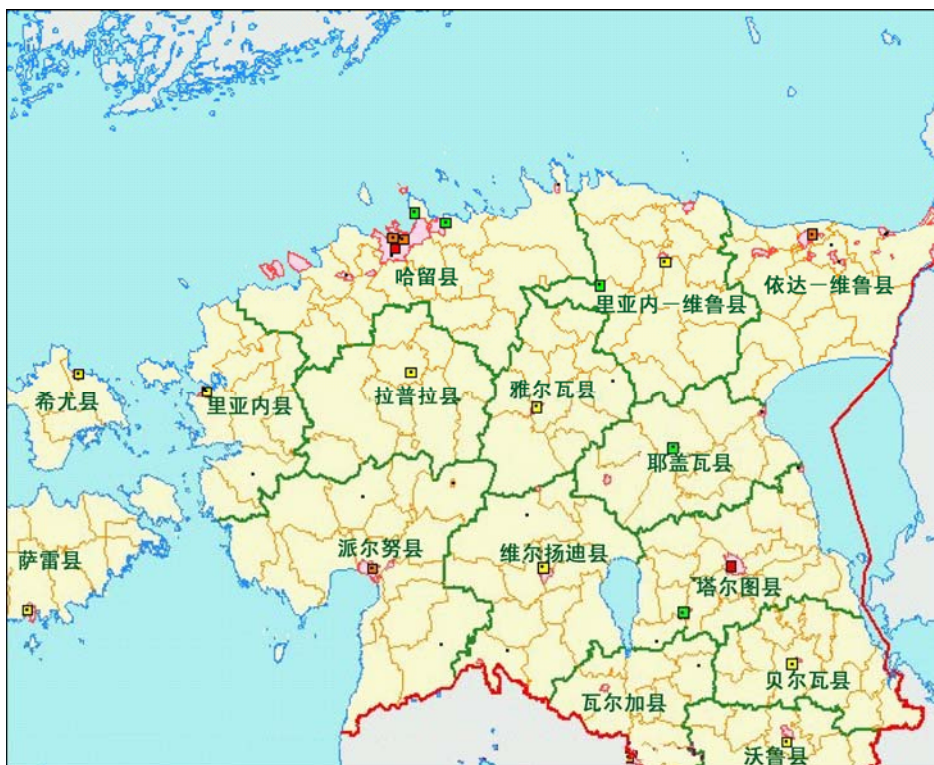 哈留县
里亚内一维鲁县
依达一维鲁县
希尤县
里亚内县
拉普拉县
雅尔瓦县
耶盖瓦县
萨雷县
派尔努县
维尔扬迪县
塔尔图县
瓦尔加县
贝尔瓦县
沃鲁县